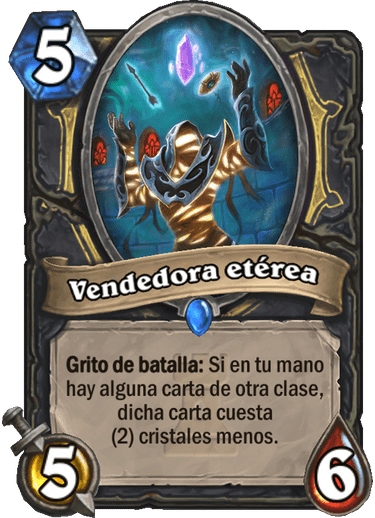 5
Vendedora etérea
Grito de batalla: Si en tu mano
hay alguna carta de otra clase,
dicha carta cuesta
(2) cristales menos.
5
6